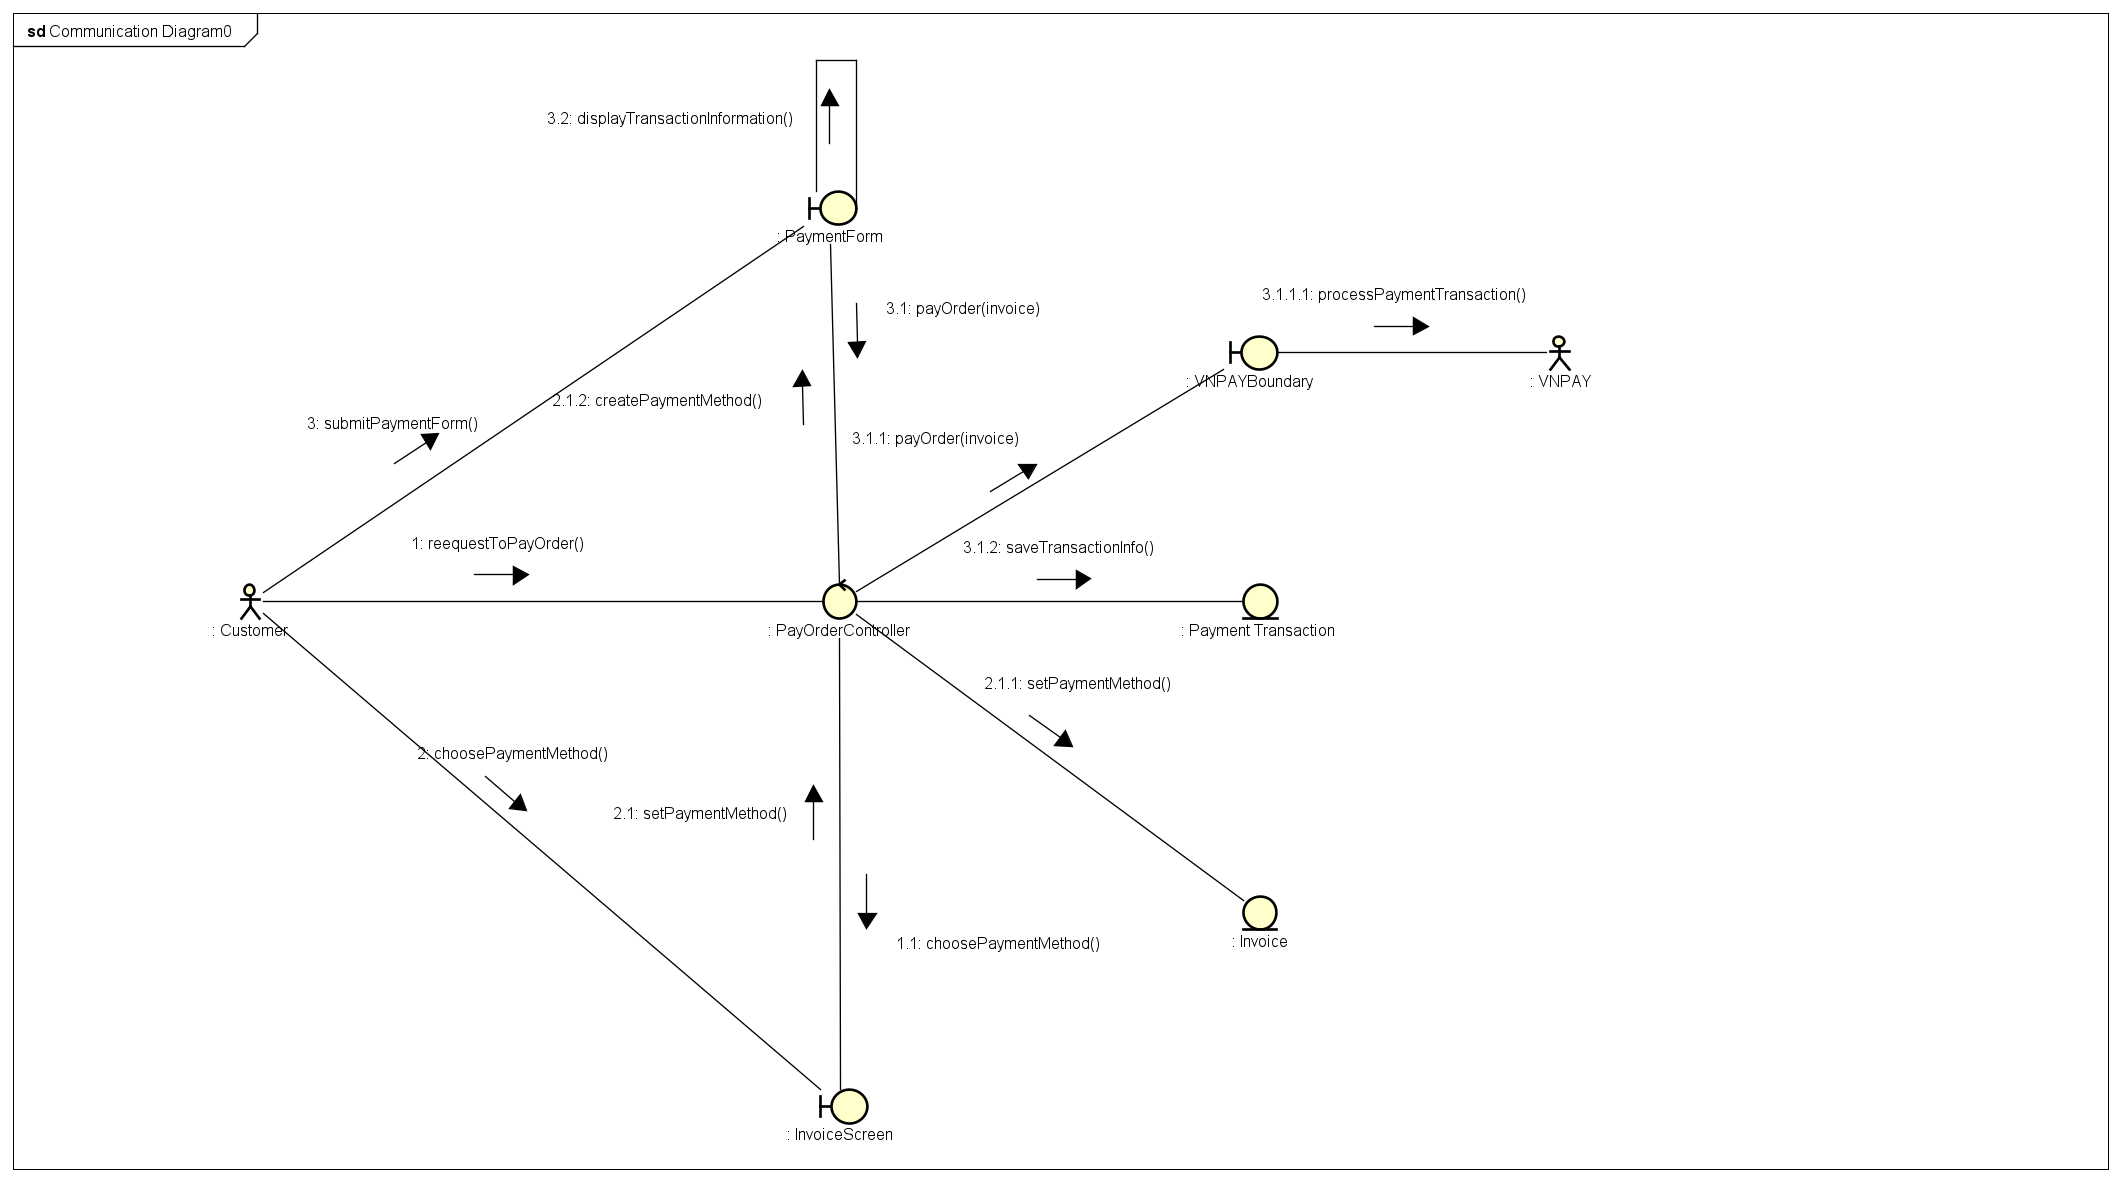 sd Communication Diagram0
3.2: displayTransactionInformation()
: PaymentForm
3.1: payOrder(invoice)
3.1.1.1: processPaymentTransaction()
: VNPAYBoundary
: VNPAY
2.1.2: createPaymentMethod()
3: submitPaymentForm()
3.1.1: payOrder(invoice)
1: reequestToPayOrder()
3.1.2: saveTransactionInfo()
: Customer
: PayOrderController
: Payment Transaction
2.1.1: setPaymentMethod()
2: choosePaymentMethod()
2.1: setPaymentMethod()
1.1: choosePaymentMethod()
: Invoice
: InvoiceScreen